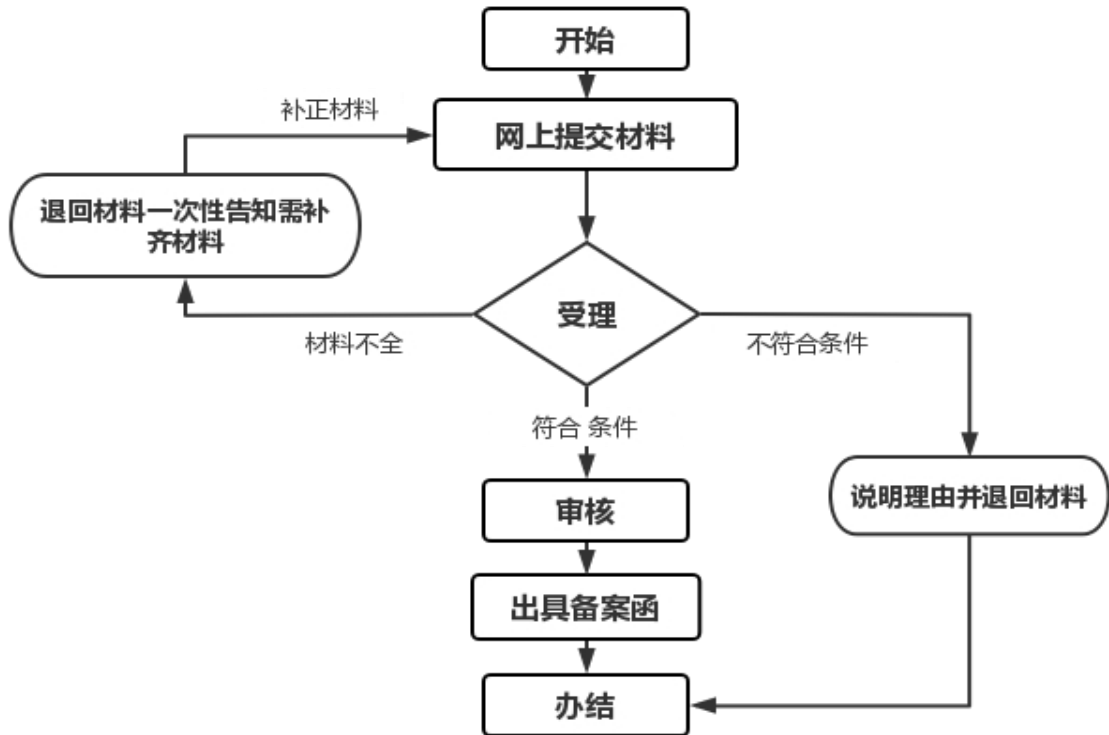 开始
补正材料
网上提交材料
退回材料一次性告知需补
齐材料
受理
材料不全
不符合条件
符合 条件
审核
说明理由并退回材料
出具备案函
办结